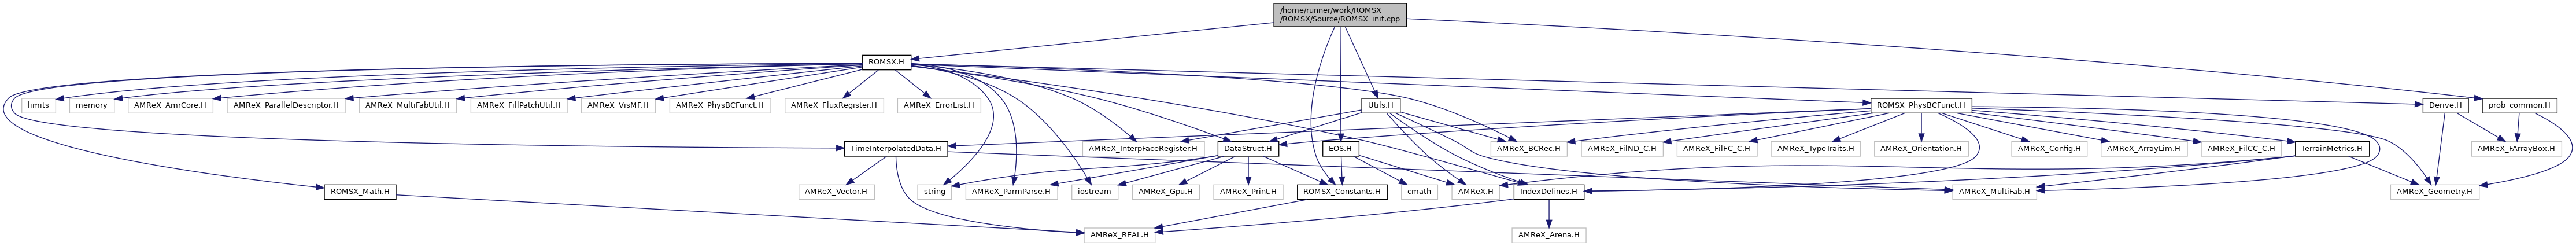 /home/runner/work/ROMSX
/ROMSX/Source/ROMSX_init.cpp
ROMSX.H
limits
memory
AMReX_AmrCore.H
AMReX_ParallelDescriptor.H
AMReX_MultiFabUtil.H
AMReX_FillPatchUtil.H
AMReX_VisMF.H
AMReX_PhysBCFunct.H
AMReX_FluxRegister.H
AMReX_ErrorList.H
Utils.H
ROMSX_PhysBCFunct.H
Derive.H
prob_common.H
TimeInterpolatedData.H
AMReX_InterpFaceRegister.H
DataStruct.H
EOS.H
AMReX_BCRec.H
AMReX_FilND_C.H
AMReX_FilFC_C.H
AMReX_TypeTraits.H
AMReX_Orientation.H
AMReX_Config.H
AMReX_ArrayLim.H
AMReX_FilCC_C.H
TerrainMetrics.H
AMReX_FArrayBox.H
ROMSX_Math.H
AMReX_Vector.H
string
AMReX_ParmParse.H
iostream
AMReX_Gpu.H
AMReX_Print.H
ROMSX_Constants.H
cmath
AMReX.H
IndexDefines.H
AMReX_MultiFab.H
AMReX_Geometry.H
AMReX_REAL.H
AMReX_Arena.H